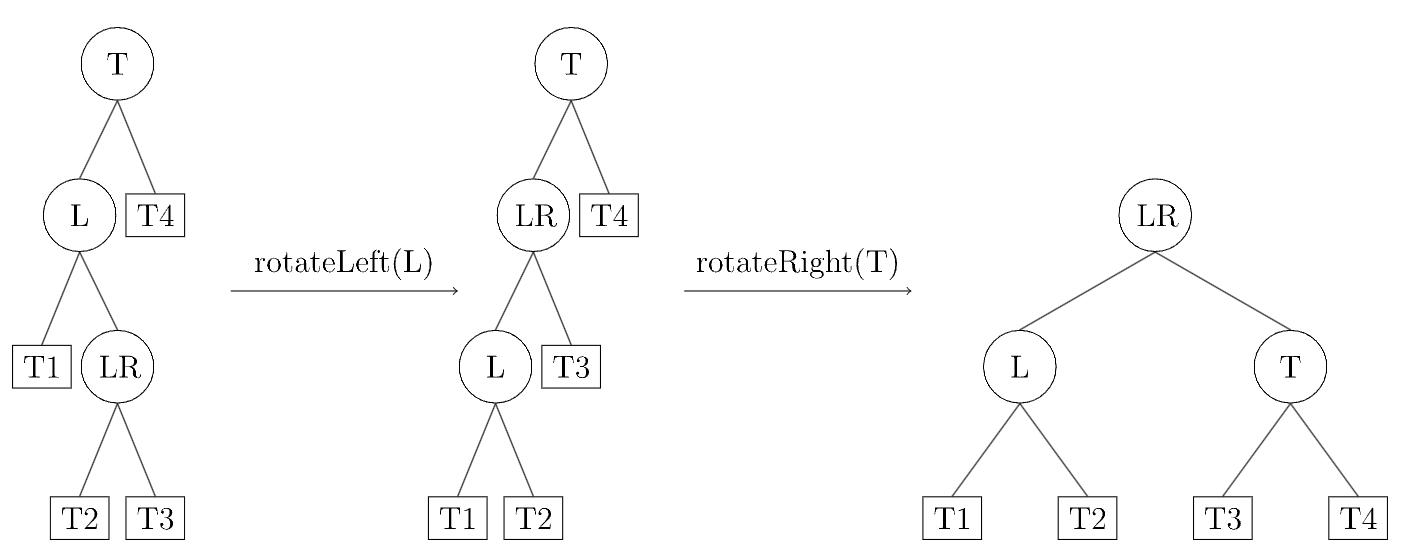 T
T
L
T4
LR
T4
LR
rotateLeft(L)
rotateRight(T)
T1
LR
L
T3
L
T
T2
T3
T1
T2
T1
T2
T3
T4